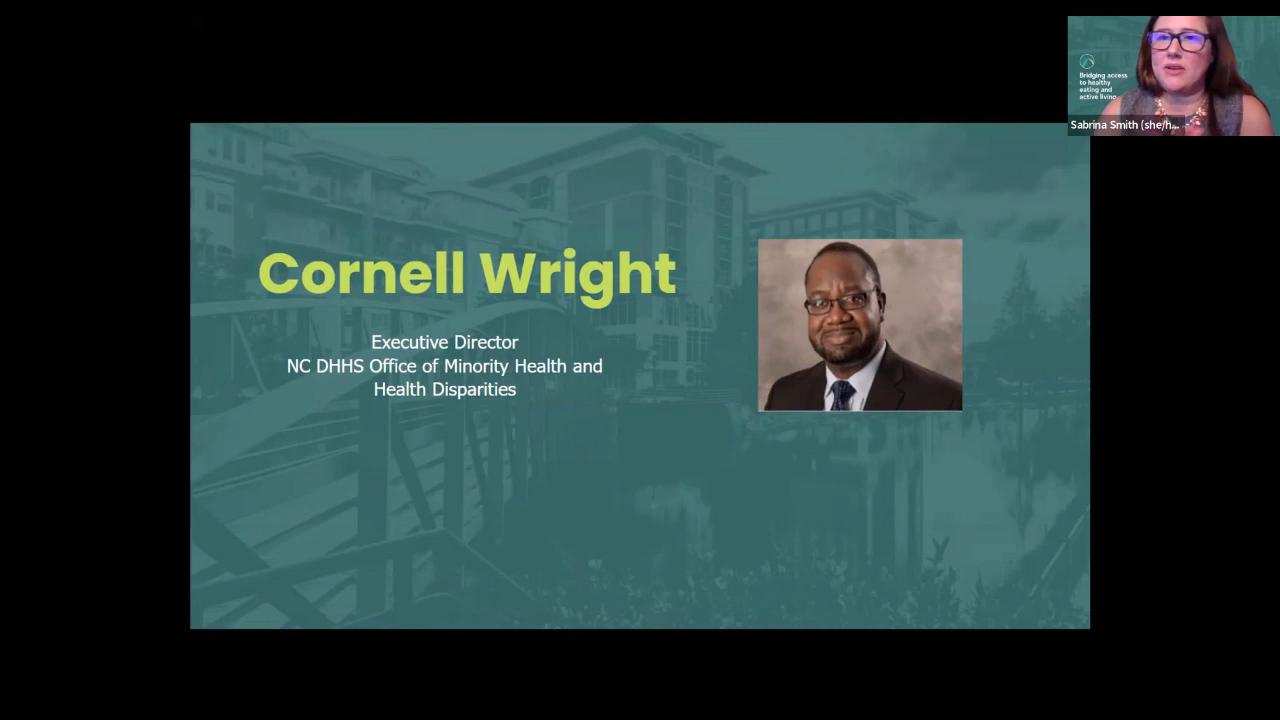 Bridging access
to healthy
eating and
active living
Sabrina Smith (she/h...
Cornell Wright
Executive Director
NC DHHS Office of Minority Health and
Health Disparities